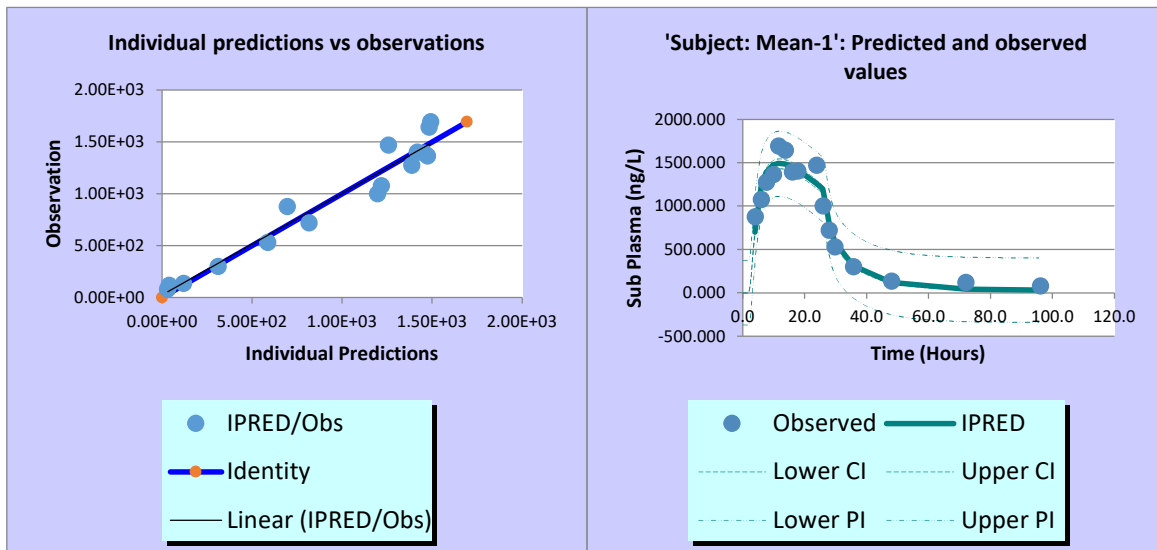 Individual predictions vs observations
2.00E+03
1.50E+03
1.00E+03
5.00E+02
0.00E+00
Observation
0.00E+00 5.00E+02 1.00E+03 1.50E+03 2.00E+03
Individual Predictions
IPRED/Obs
Identity
Linear (IPRED/Obs)
'Subject: Mean-1': Predicted and observed
values
2000.000
1500.000
1000.000
500.000
0.000
-500.000
Sub Plasma (ng/L)
0.0 20.0 40.0 60.0 80.0 100.0 120.0
Time (Hours)
Observed IPRED
Lower CI Upper CI
Lower PI Upper PI